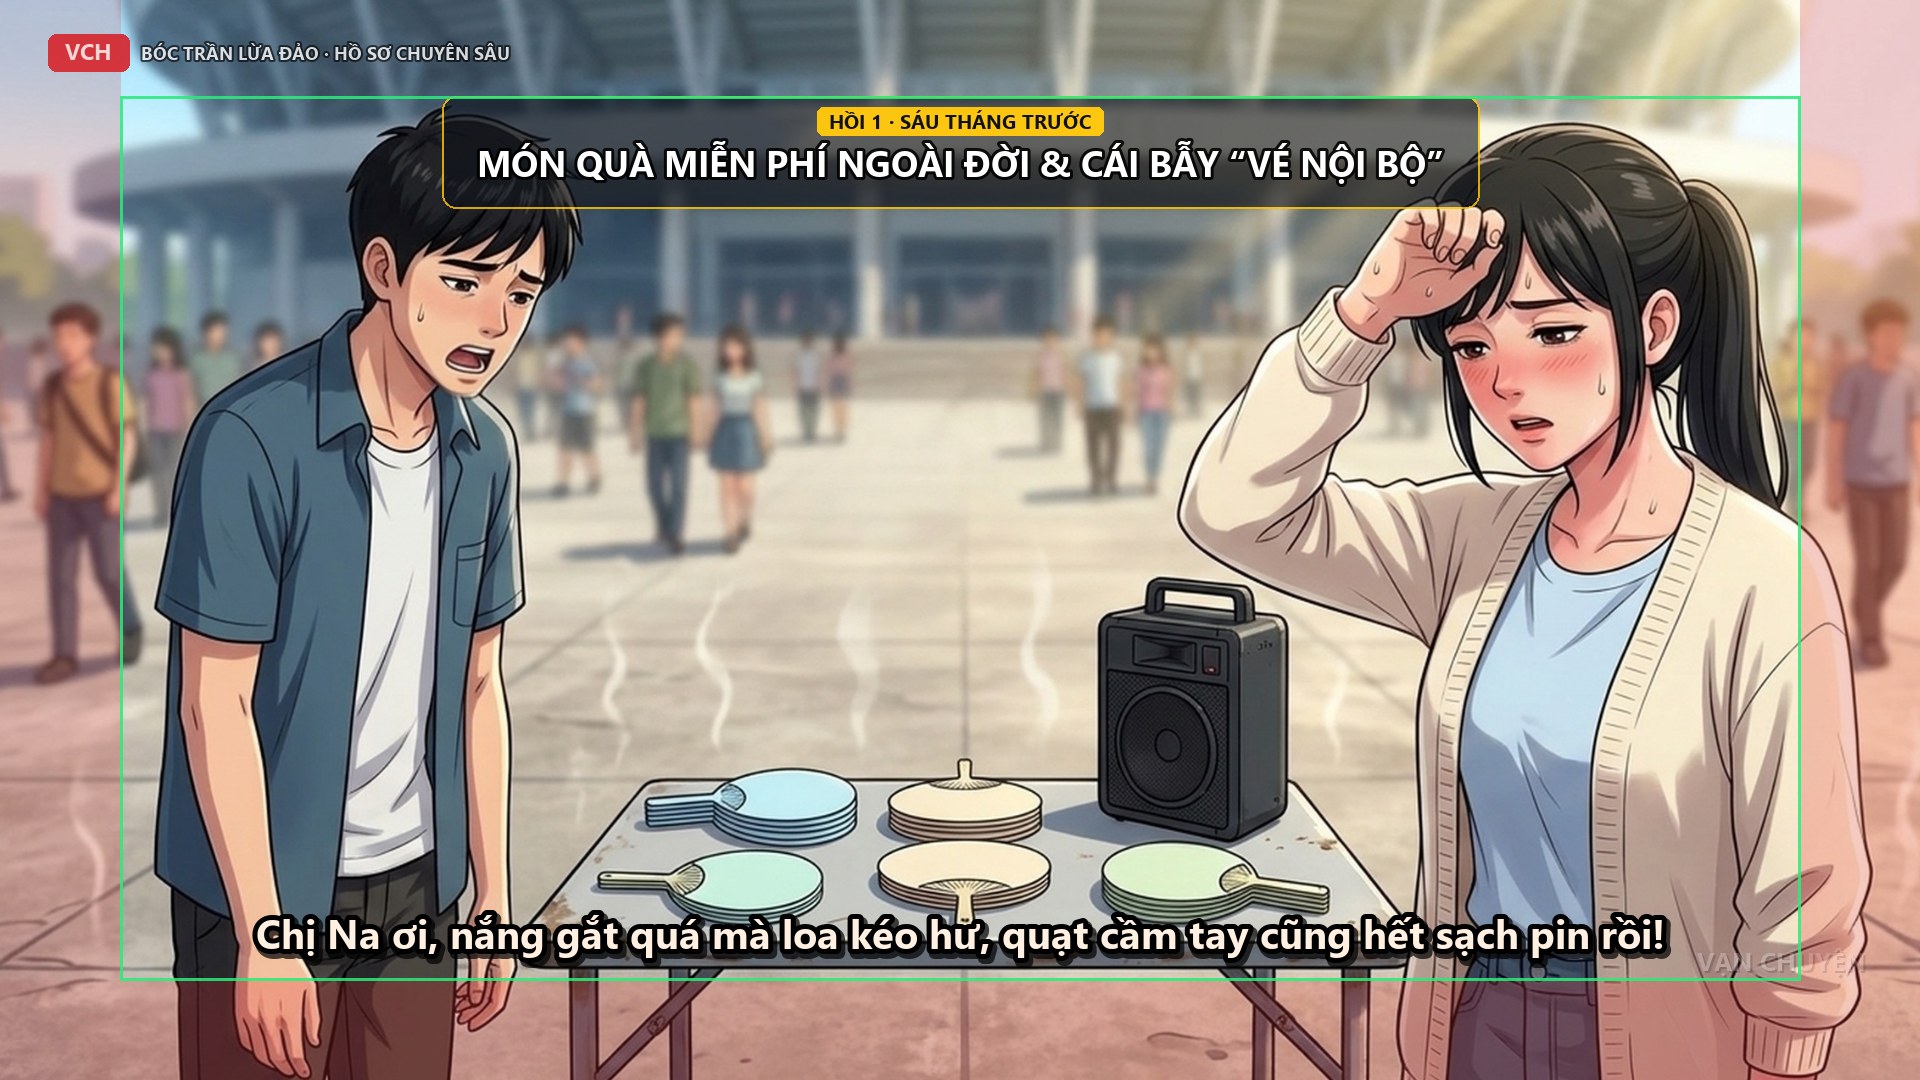 VCH BÓC TRẦN LỪA ĐẢO · HỒ SƠ CHUYÊN SÂU
HỒI 1 · SÁU THÁNG TRƯỚC
MÓN QUÀ MIỄN PHÍ NGOÀI ĐỜI & CÁI BẪY “VÉ NỘI BỘ”
Chị Na ơi, nắng gắt quá mà loa kéo hư, quạt cầm tay cũng hết sạch pin rồi!
VẠN CHUYỆN